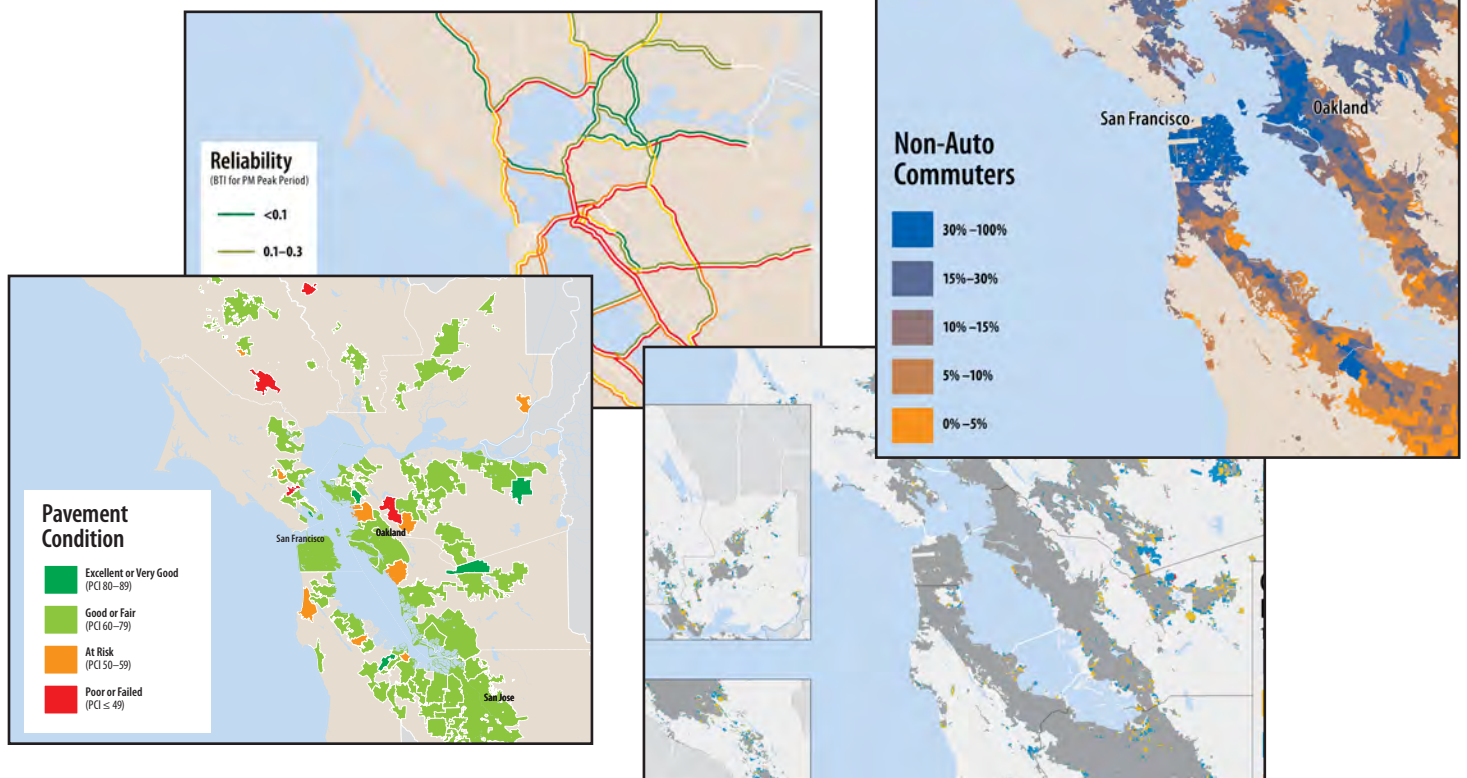 Reliability
(BTI for PM Peak Period)
<0.1
0.1–0.3
San Francisco
Oakland
Non-Auto
Commuters
30% –100%
15%–30%
10% –15%
5% –10%
0% –5%
Pavement
Condition
Excellent or Very Good
(PCI 80–89)
Good or Fair
(PCI 60–79)
At Risk
(PCI 50–59)
Poor or Failed
(PCI ≤ 49)
San Francisco
Oakland
San Jose